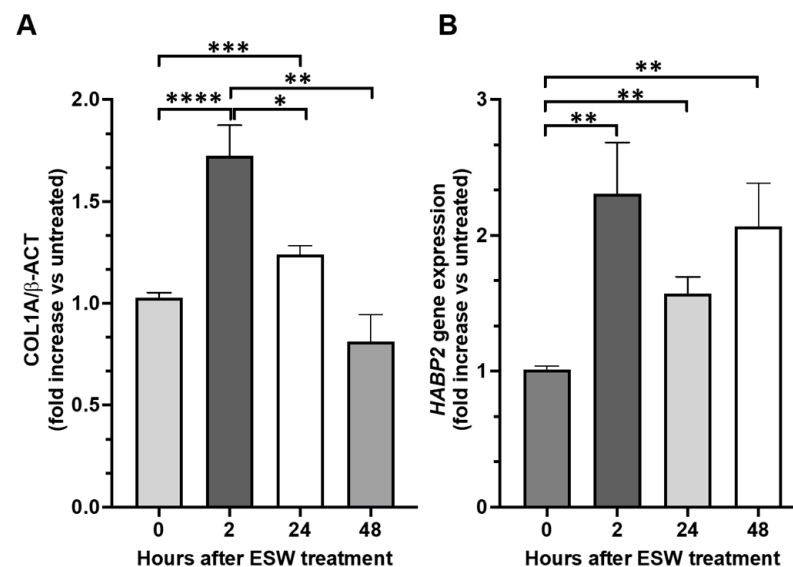 A
COL1A/β-ACT
(fold increase vs untreated)
2.0
1.5
1.0
0.5
0.0
***
**
****
*
0 2 24 48
Hours after ESW treatment
B
HABP2 gene expression
(fold increase vs untreated)
3
2
1
0
**
**
**
0 2 24 48
Hours after ESW treatment